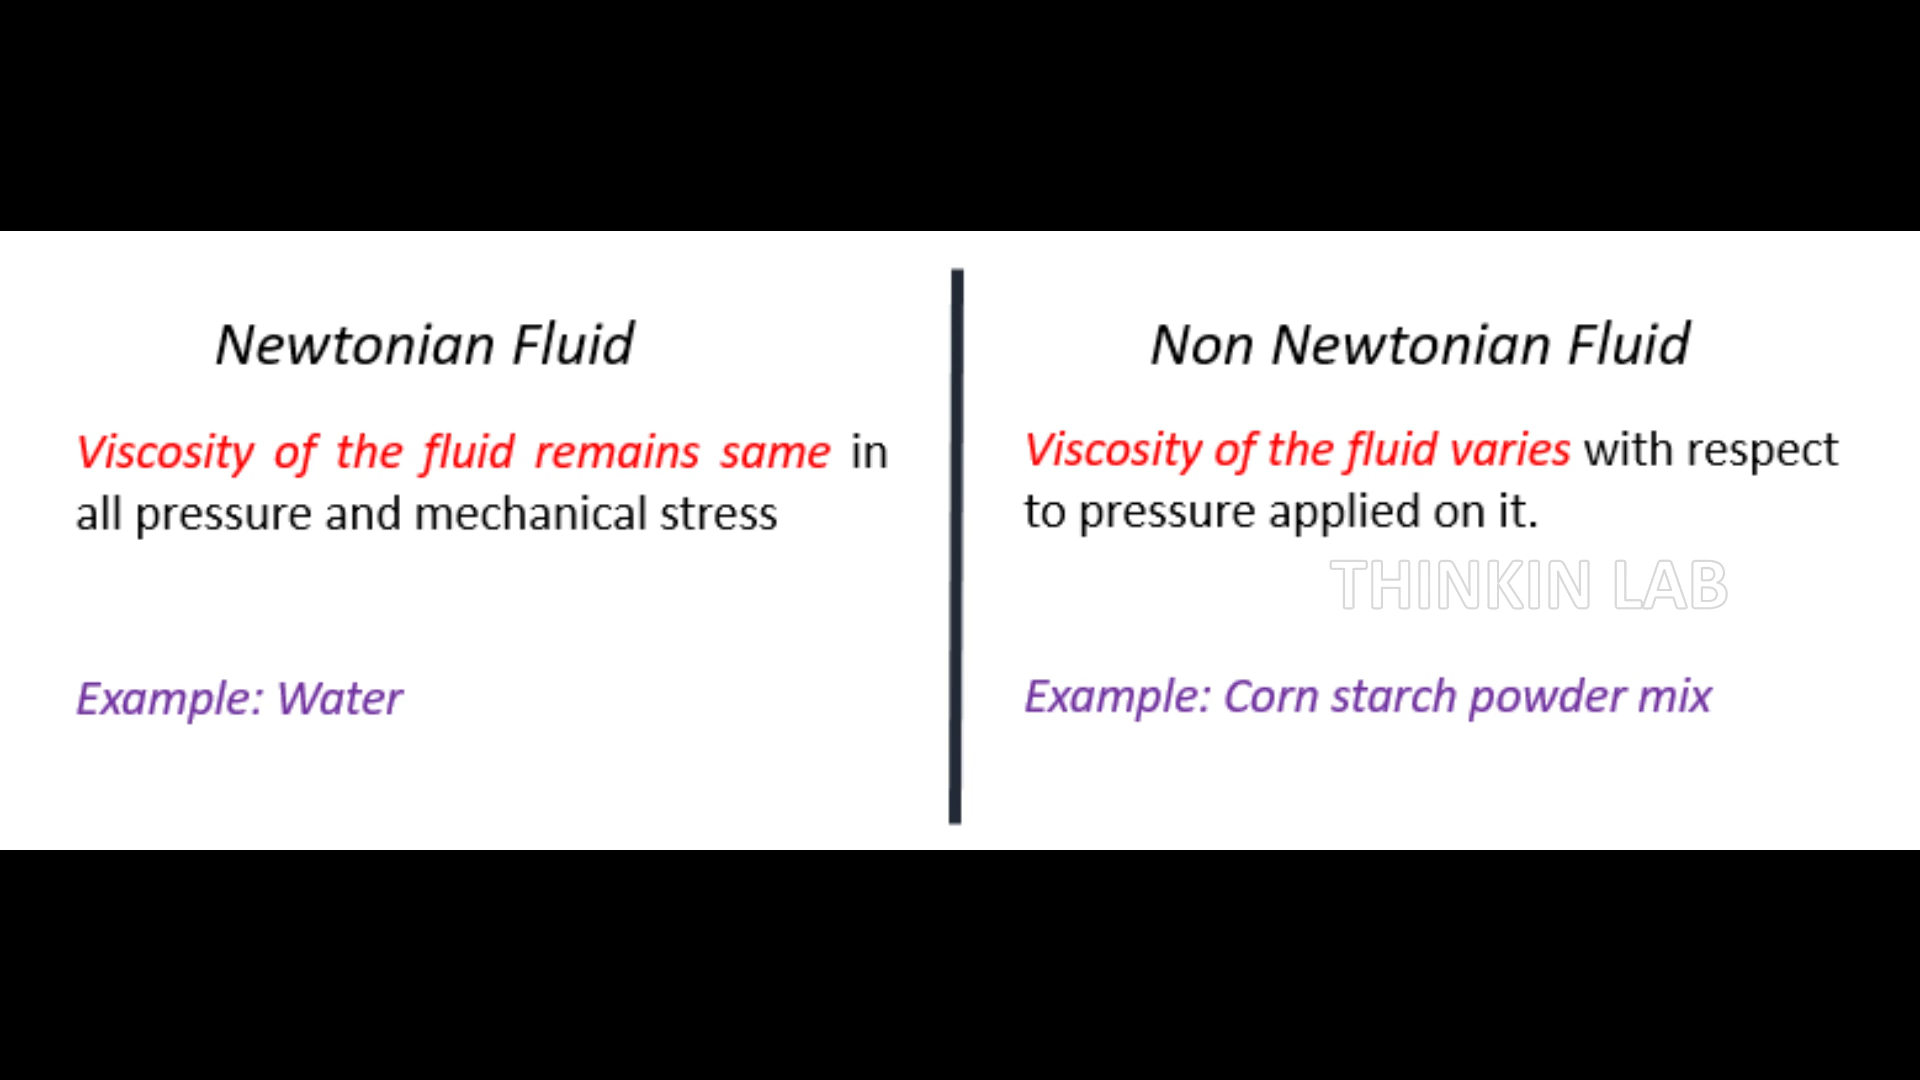 Newtonian Fluid
Viscosity of the fluid remains same in
all pressure and mechanical stress
Example: Water
Non Newtonian Fluid
Viscosity of the fluid varies with respect
to pressure applied on it.
THINKIN LAB
Example: Corn starch powder mix